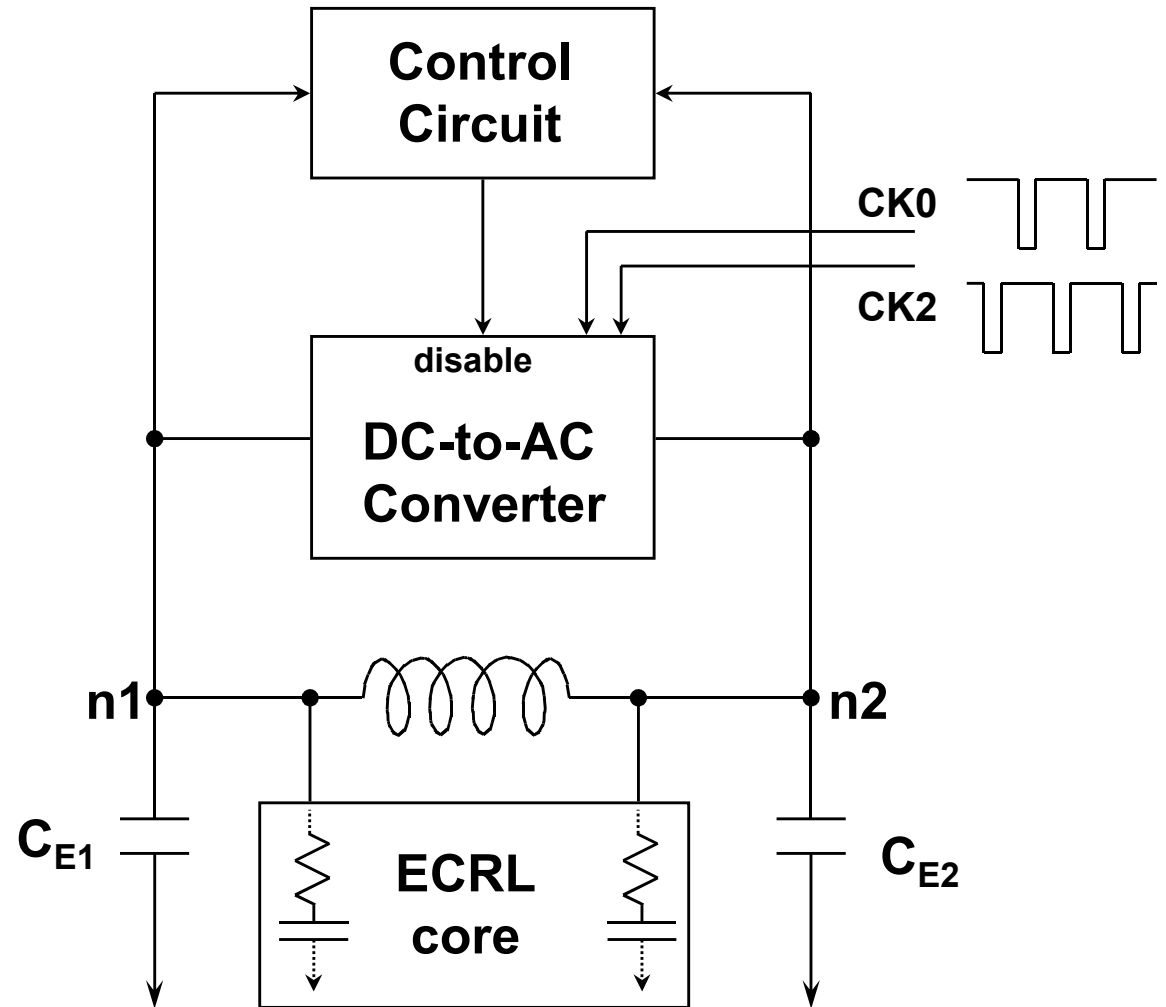 Control
Circuit
CK0
CK2
disable
DC-to-AC
Converter
n1
n2
CE1
ECRL
core
CE2